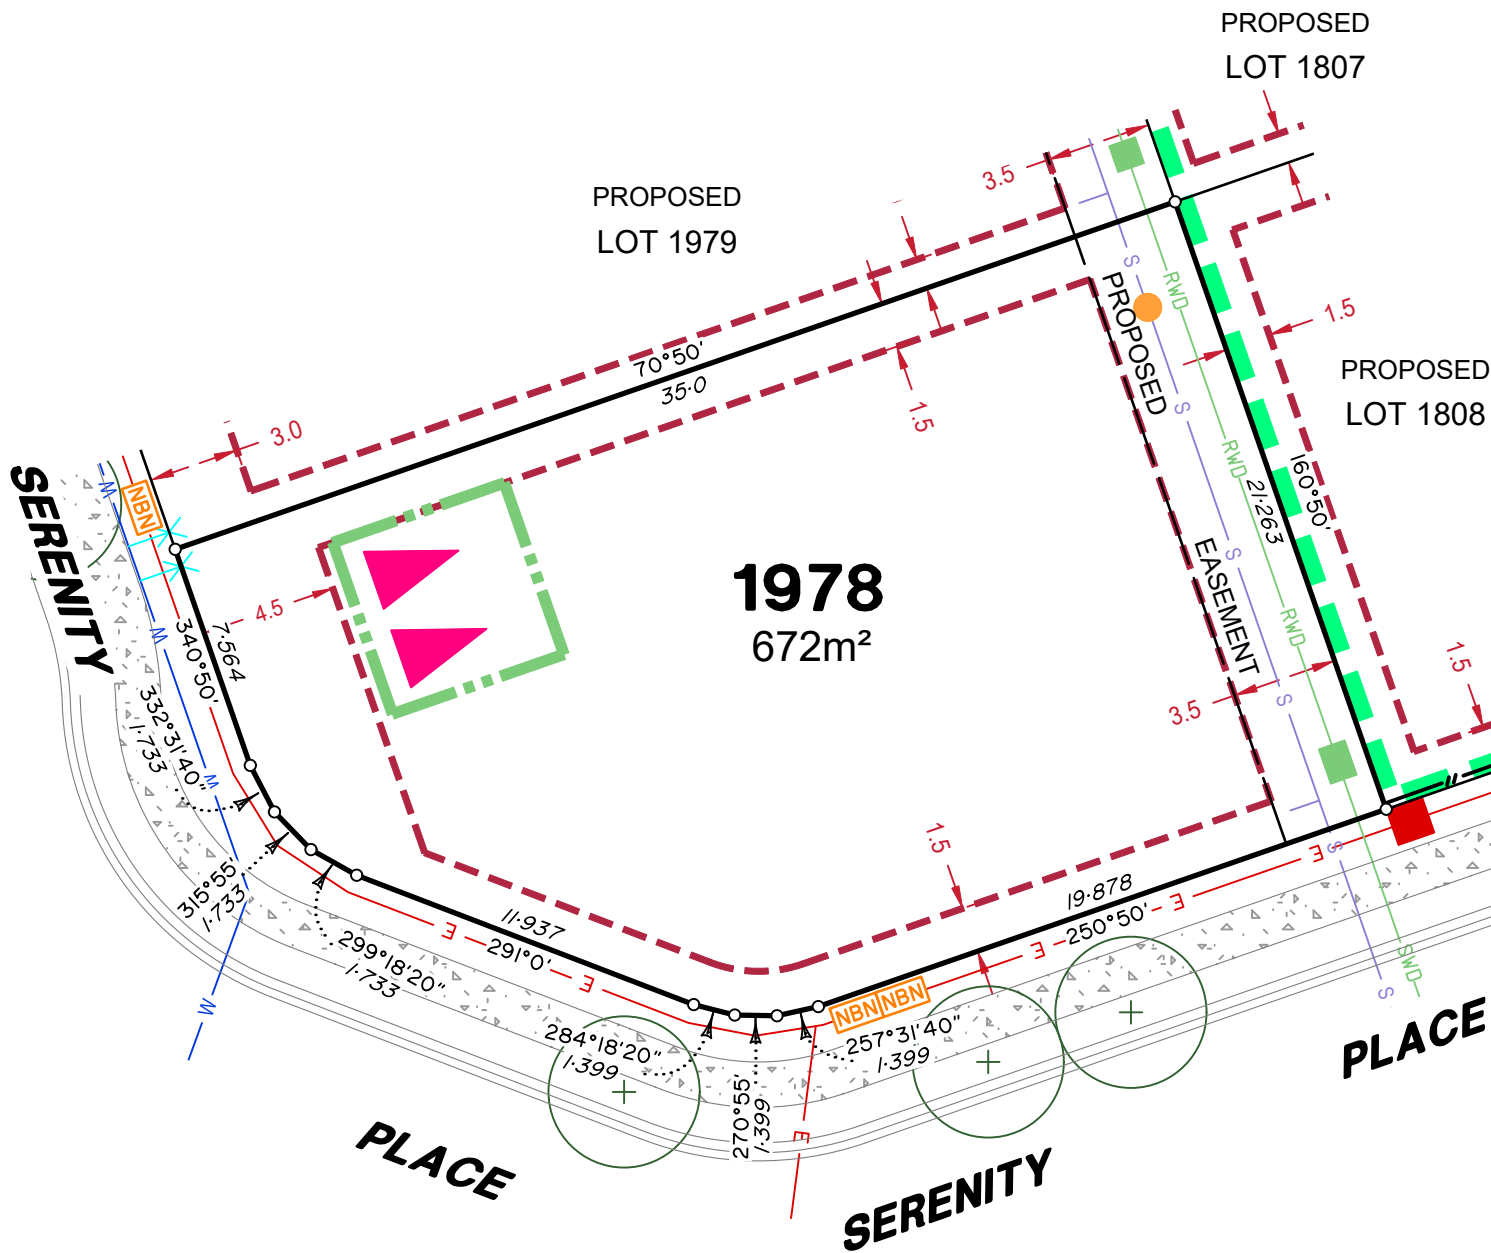 PROPOSED
LOT 1807
PROPOSED
LOT 1979
3.5
S
RWD
PROPOSED
1.5
PROPOSED
LOT 1808
70°50'
35·0
1.5
3.0
SERENITY
W
NBN
S
RWD
21·263
160°50'
1978
672m²
4.5
7·564
340°50'
W
EASEMENT
S
RWD
1.5
3.5
S
332°31'40"
1·733
W
315°55'
1·733
299°18'20"
1·733
11·937
E
291°0'
E
1.5
19·878
E
250°50'
E
E
S
SWD
S
NBN
NBN
W
284°18'20"
1·399
270°55'
1·399
257°31'40"
1·399
E
PLACE
SERENITY
PLACE